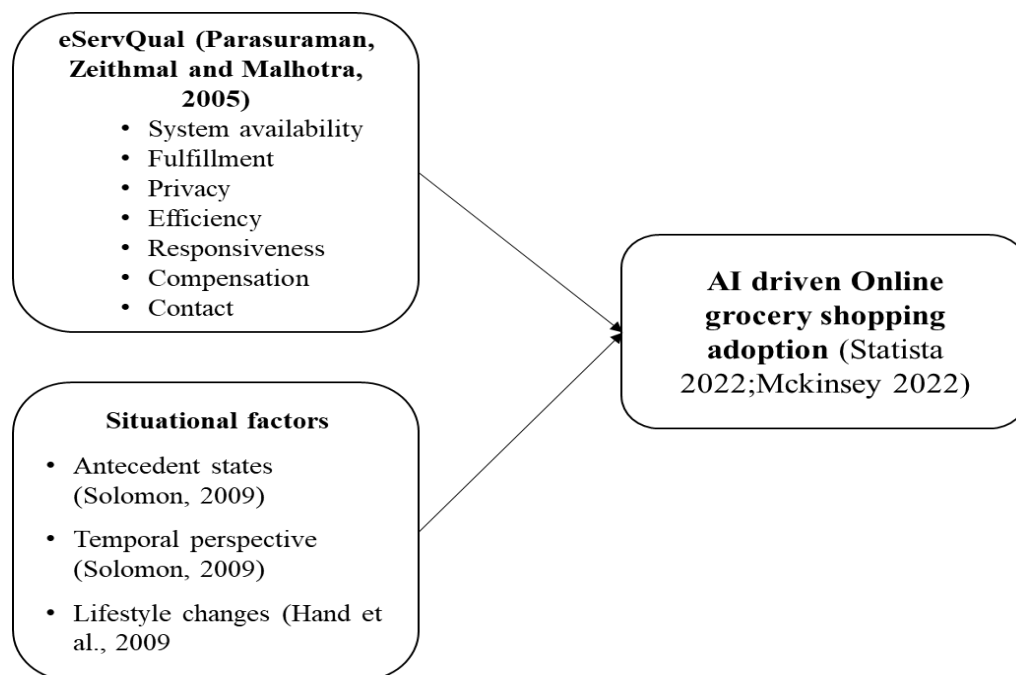 eServQual (Parasuraman,
Zeithmal and Malhotra,
2005)
• System availability
• Fulfillment
• Privacy
• Efficiency
• Responsiveness
• Compensation
• Contact
Situational factors
• Antecedent states
(Solomon, 2009)
• Temporal perspective
(Solomon, 2009)
• Lifestyle changes (Hand et
al., 2009
AI driven Online
grocery shopping
adoption (Statista
2022;Mckinsey 2022)